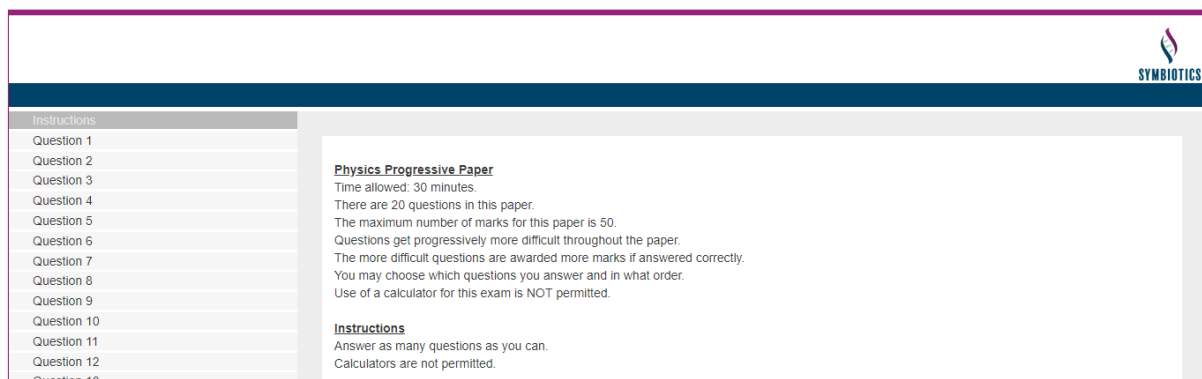 SYMBIOTICS
Instructions
Question 1
Question 2
Question 3
Question 4
Question 5
Question 6
Question 7
Question 8
Question 9
Question 10
Question 11
Question 12
Physics Progressive Paper
Time allowed: 30 minutes.
There are 20 questions in this paper.
The maximum number of marks for this paper is 50.
Questions get progressively more difficult throughout the paper.
The more difficult questions are awarded more marks if answered correctly.
You may choose which questions you answer and in what order.
Use of a calculator for this exam is NOT permitted.
Instructions
Answer as many questions as you can.
Calculators are not permitted.